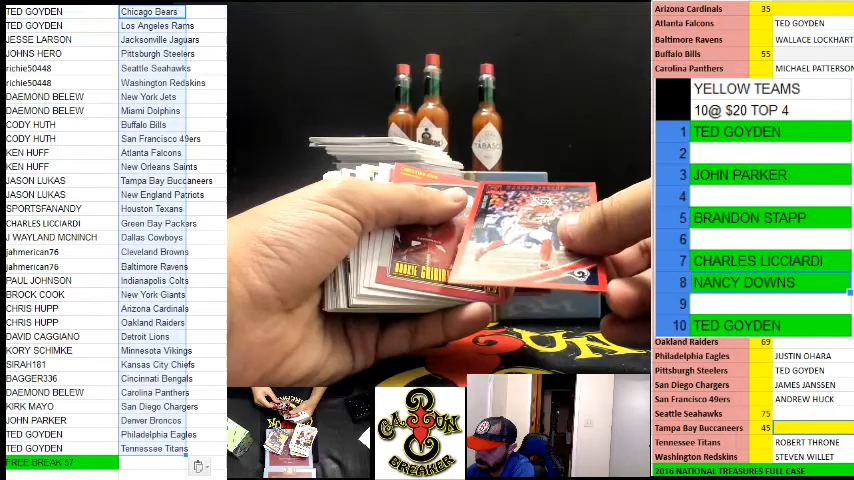 TED GOYDEN Chicago Bears
TED GOYDEN Los Angeles Rams
JESSE LARSON Jacksonville Jaguars
JOHNS HERO Pittsburgh Steelers
richie50448 Seattle Seahawks
richie50448 Washington Redskins
DAEMOND BELEW New York Jets
DAEMOND BELEW Miami Dolphins
CODY HUTH Buffalo Bills
CODY HUTH San Francisco 49ers
KEN HUFF Atlanta Falcons
KEN HUFF New Orleans Saints
JASON LUKAS Tampa Bay Buccaneers
JASON LUKAS New England Patriots
SPORTSFANANDY Houston Texans
CHARLES LICCIARDI Green Bay Packers
J WAYLAND MCNINCH Dallas Cowboys
jahmerican76 Cleveland Browns
jahmerican76 Baltimore Ravens
PAUL JOHNSON Indianapolis Colts
BROCK COOK New York Giants
CHRIS HUPP Arizona Cardinals
CHRIS HUPP Oakland Raiders
DAVID CAGGIANO Detroit Lions
KORY SCHIMKE Minnesota Vikings
SIRAH181 Kansas City Chiefs
BAGGER336 Cincinnati Bengals
DAEMOND BELEW Carolina Panthers
KIRK MAYO San Diego Chargers
JOHN PARKER Denver Broncos
TED GOYDEN Philadelphia Eagles
TED GOYDEN Tennessee Titans
FREE BREAK 57
TABASCO
ROOKIE GRIDIRON
CAJUN
BREAKER
Arizona Cardinals 35
Atlanta Falcons TED GOYDEN
Baltimore Ravens WALLACE LOCKHART
Buffalo Bills 55
Carolina Panthers MICHAEL PATTERSON
YELLOW TEAMS
10@ $20 TOP 4
1 TED GOYDEN
2
3 JOHN PARKER
4
5 BRANDON STAPP
6
7 CHARLES LICCIARDI
8 NANCY DOWNS
9
10 TED GOYDEN
Oakland Raiders 69
Philadelphia Eagles JUSTIN OHARA
Pittsburgh Steelers TED GOYDEN
San Diego Chargers JAMES JANSSEN
San Francisco 49ers ANDREW HUCK
Seattle Seahawks 75
Tampa Bay Buccaneers 45
Tennessee Titans ROBERT THRONE
Washington Redskins STEVEN WILLET
2016 NATIONAL TREASURES FULL CASE